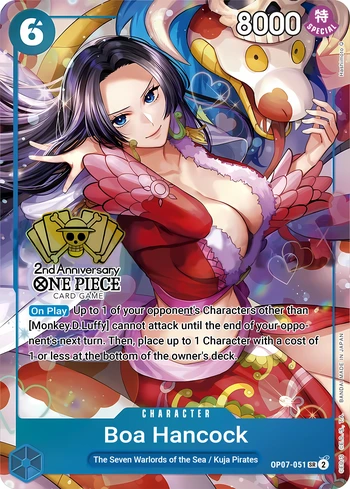 6
8000
特
SPECIAL
2nd Anniversary
ONE PIECE
CARD GAME
On Play Up to 1 of your opponent's Characters other than
[Monkey.D.Luffy] cannot attack until the end of your oppo-
nent's next turn. Then, place up to 1 Character with a cost of
1 or less at the bottom of the owner's deck.
CHARACTER
Boa Hancock
The Seven Warlords of the Sea / Kuja Pirates
OP07-051 SR 2
BANDAI MADE IN JAPAN